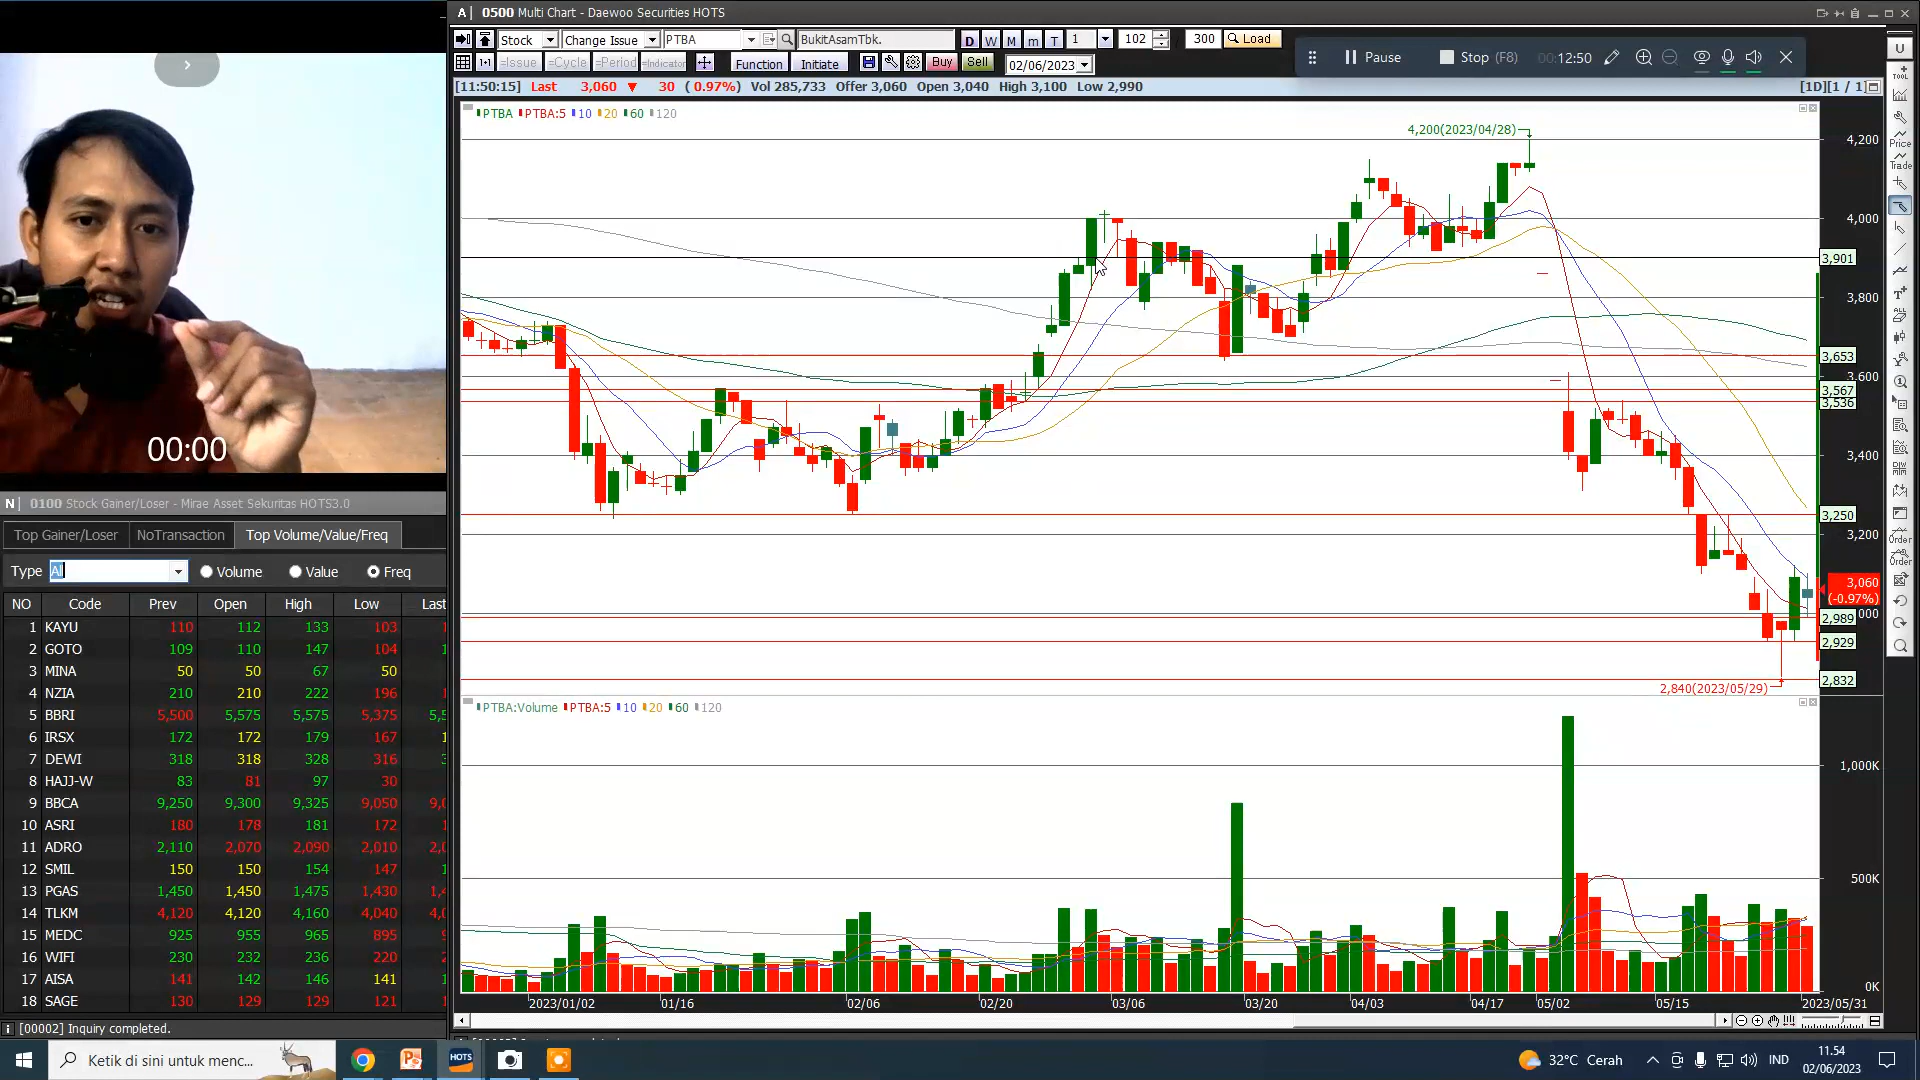 00:00
N 0100 Stock Gainer/Loser - Mirae Asset Sekuritas HOTS3.0
Top Gainer/Loser NoTransaction Top Volume/Value/Freq
Type Al Volume Value Freq
NO Code Prev Open High Low Last
1 KAYU 110 112 133 103
2 GOTO 109 110 147 104
3 MINA 50 50 67 50
4 NZIA 210 210 222 196
5 BBRI 5,500 5,575 5,575 5,375
6 IRSX 172 172 179 167
7 DEWI 318 318 328 316
8 HAJJ-W 83 81 97 30
9 BBCA 9,250 9,300 9,325 9,050
10 ASRI 180 178 181 172
11 ADRO 2,110 2,070 2,090 2,010
12 SMIL 150 150 154 147
13 PGAS 1,450 1,450 1,475 1,430
14 TLKM 4,120 4,120 4,160 4,040
15 MEDC 925 955 965 895
16 WIFI 230 232 236 220
17 AISA 141 142 146 141
18 SAGE 130 129 129 121
[00002] Inquiry completed.
A 0500 Multi Chart - Daewoo Securities HOTS
Stock Change Issue PTBA BukitAsamTbk. D W M m T 1 102 300 Load
=Issue =Cycle =Period =Indicator Function Initiate Buy Sell 02/06/2023
Pause Stop (F8) 00:12:50
[11:50:15] Last 3,060 ▼ 30 ( 0.97%) Vol 285,733 Offer 3,060 Open 3,040 High 3,100 Low 2,990 [1D][1 / 1]
PTBA PTBA:5 10 20 60 120
4,200(2023/04/28)
4,200
4,000
3,901
3,800
3,653
3,600
3,567
3,536
3,400
3,250
3,200
3,060
(-0.97%)
000
2,989
2,929
2,832
2,840(2023/05/29)
PTBA:Volume PTBA:5 10 20 60 120
1,000K
500K
0K
2023/01/02 01/16 02/06 02/20 03/06 03/20 04/03 04/17 05/02 05/15 2023/05/31
U
TOOL
Price
Trade
Order
Order
Ketik di sini untuk menc...
HOTS
32°C Cerah
IND
11.54
02/06/2023